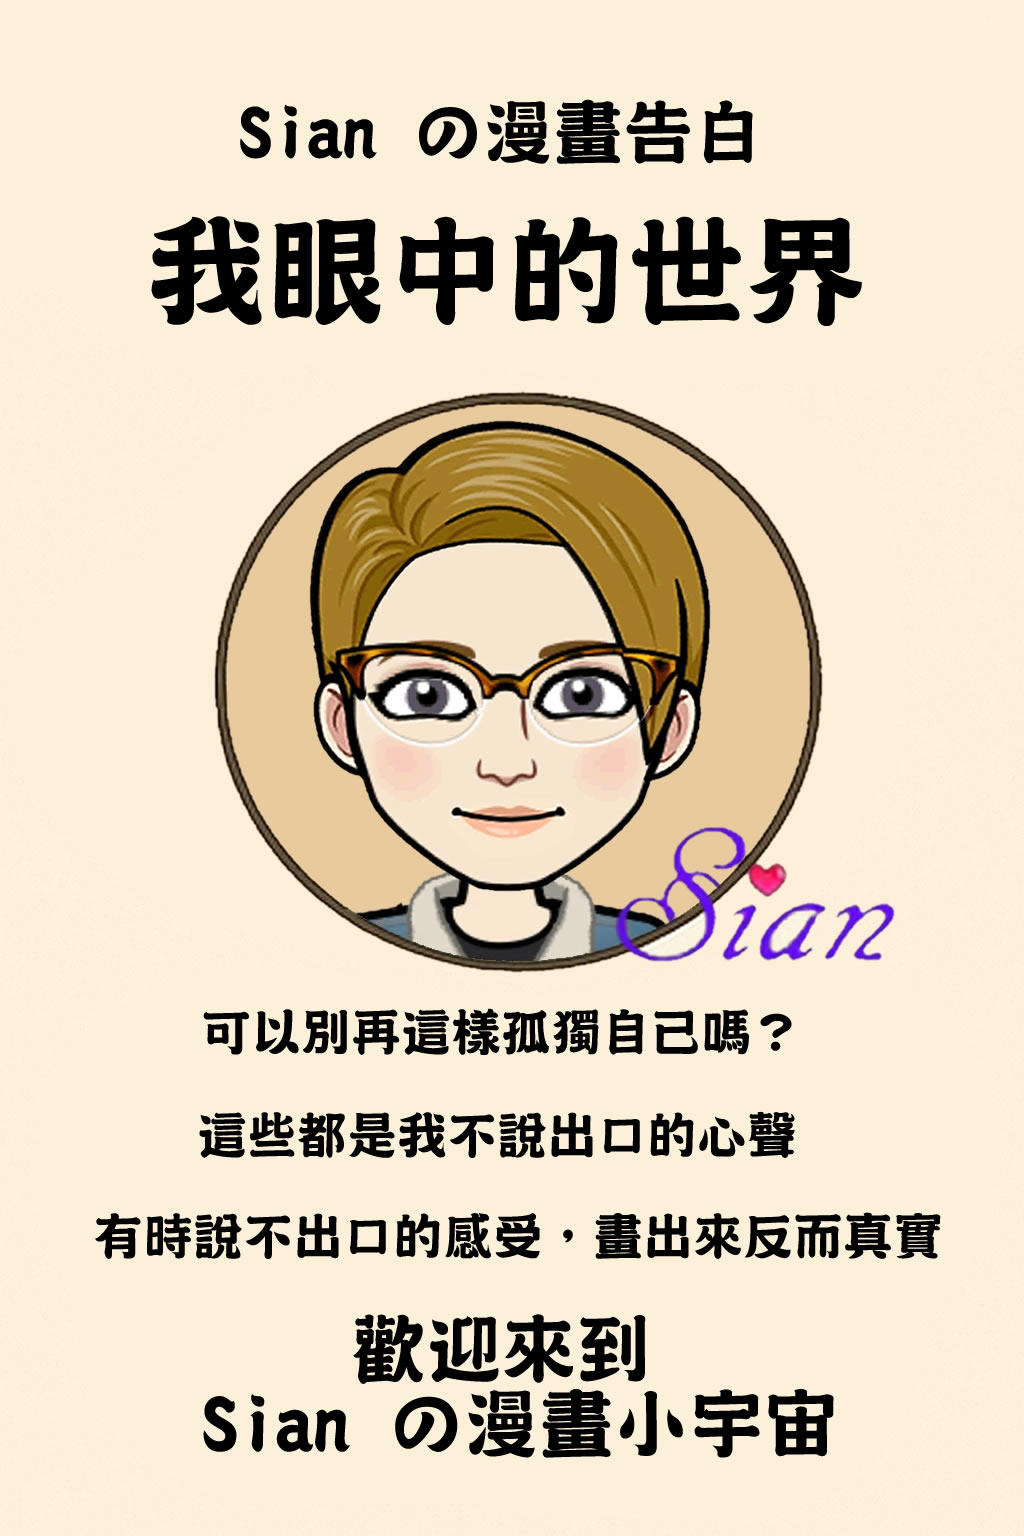 Sian の漫畫告白
我眼中的世界
Sian
可以別再這樣孤獨自己嗎？
這些都是我不說出口的心聲
有時說不出口的感受，畫出來反而真實
歡迎來到
Sian の漫畫小宇宙